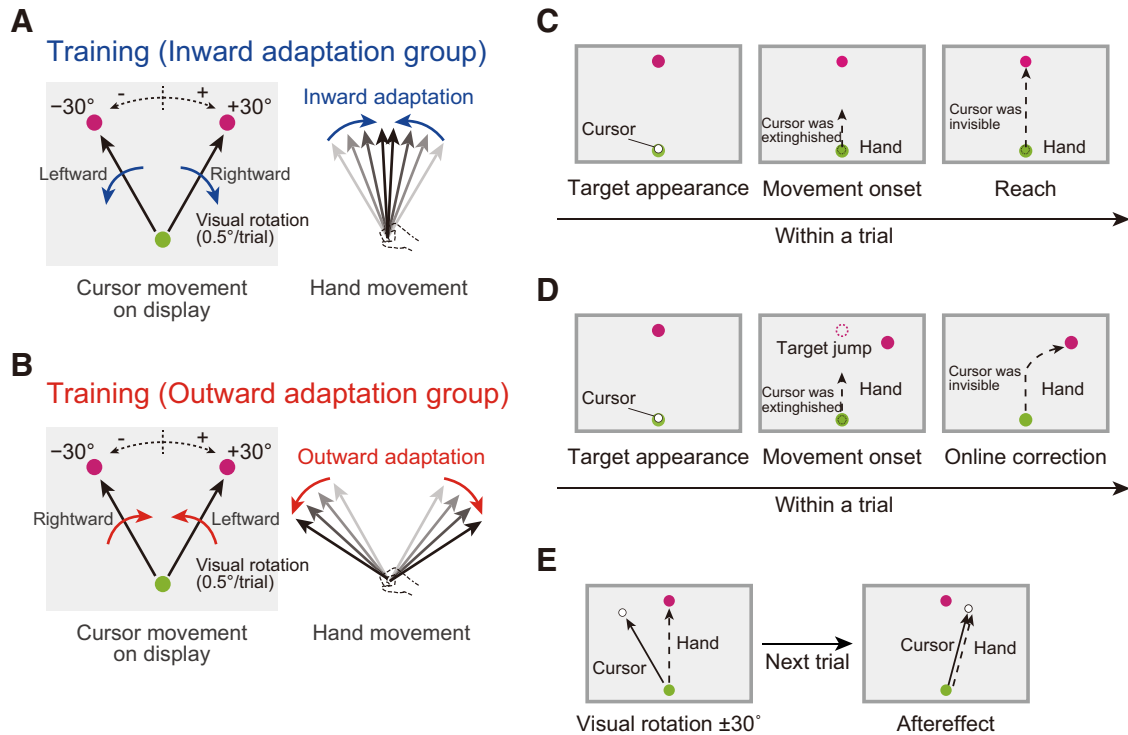 A
Training (Inward adaptation group)
−30°
-
+
+30°
Inward adaptation
Leftward
Rightward
Visual rotation
(0.5°/trial)
Cursor movement
on display
Hand movement
B
Training (Outward adaptation group)
−30°
-
+
+30°
Outward adaptation
Rightward
Leftward
Visual rotation
(0.5°/trial)
Cursor movement
on display
Hand movement
C
Cursor
Cursor was
extinghished
Hand
Cursor was
invisible
Hand
Target appearance
Movement onset
Reach
Within a trial
D
Cursor
Target jump
Cursor was
extinghished
Hand
Cursor was
invisible
Hand
Target appearance
Movement onset
Online correction
Within a trial
E
Cursor
Hand
Next trial
Cursor
Hand
Visual rotation ±30°
Aftereffect